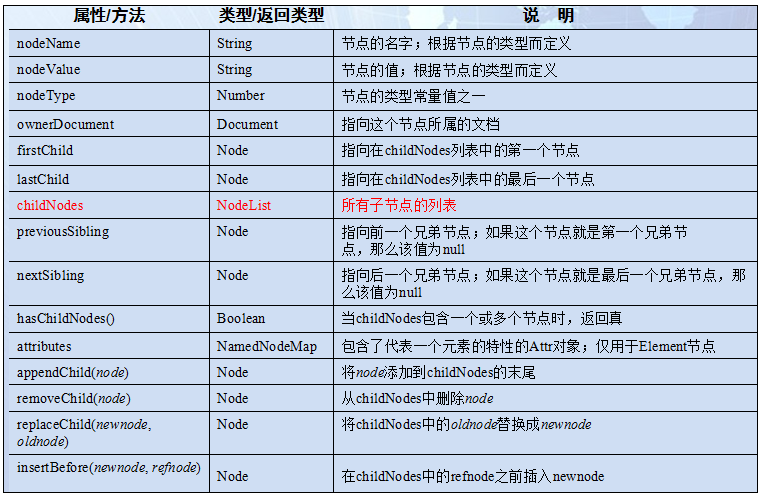 属性/方法 类型/返回类型 说 明
nodeName String 节点的名字；根据节点的类型而定义
nodeValue String 节点的值；根据节点的类型而定义
nodeType Number 节点的类型常量值之一
ownerDocument Document 指向这个节点所属的文档
firstChild Node 指向在childNodes列表中的第一个节点
lastChild Node 指向在childNodes列表中的最后一个节点
childNodes NodeList 所有子节点的列表
previousSibling Node 指向前一个兄弟节点；如果这个节点就是第一个兄弟节
点，那么该值为null
nextSibling Node 指向后一个兄弟节点；如果这个节点就是最后一个兄弟节点，那
么该值为null
hasChildNodes() Boolean 当childNodes包含一个或多个节点时，返回真
attributes NamedNodeMap 包含了代表一个元素的特性的Attr对象；仅用于Element节点
appendChild(node) Node 将node添加到childNodes的末尾
removeChild(node) Node 从childNodes中删除node
replaceChild(newnode, Node 将childNodes中的oldnode替换成newnode
oldnode)
insertBefore(newnode, refnode) Node 在childNodes中的refnode之前插入newnode